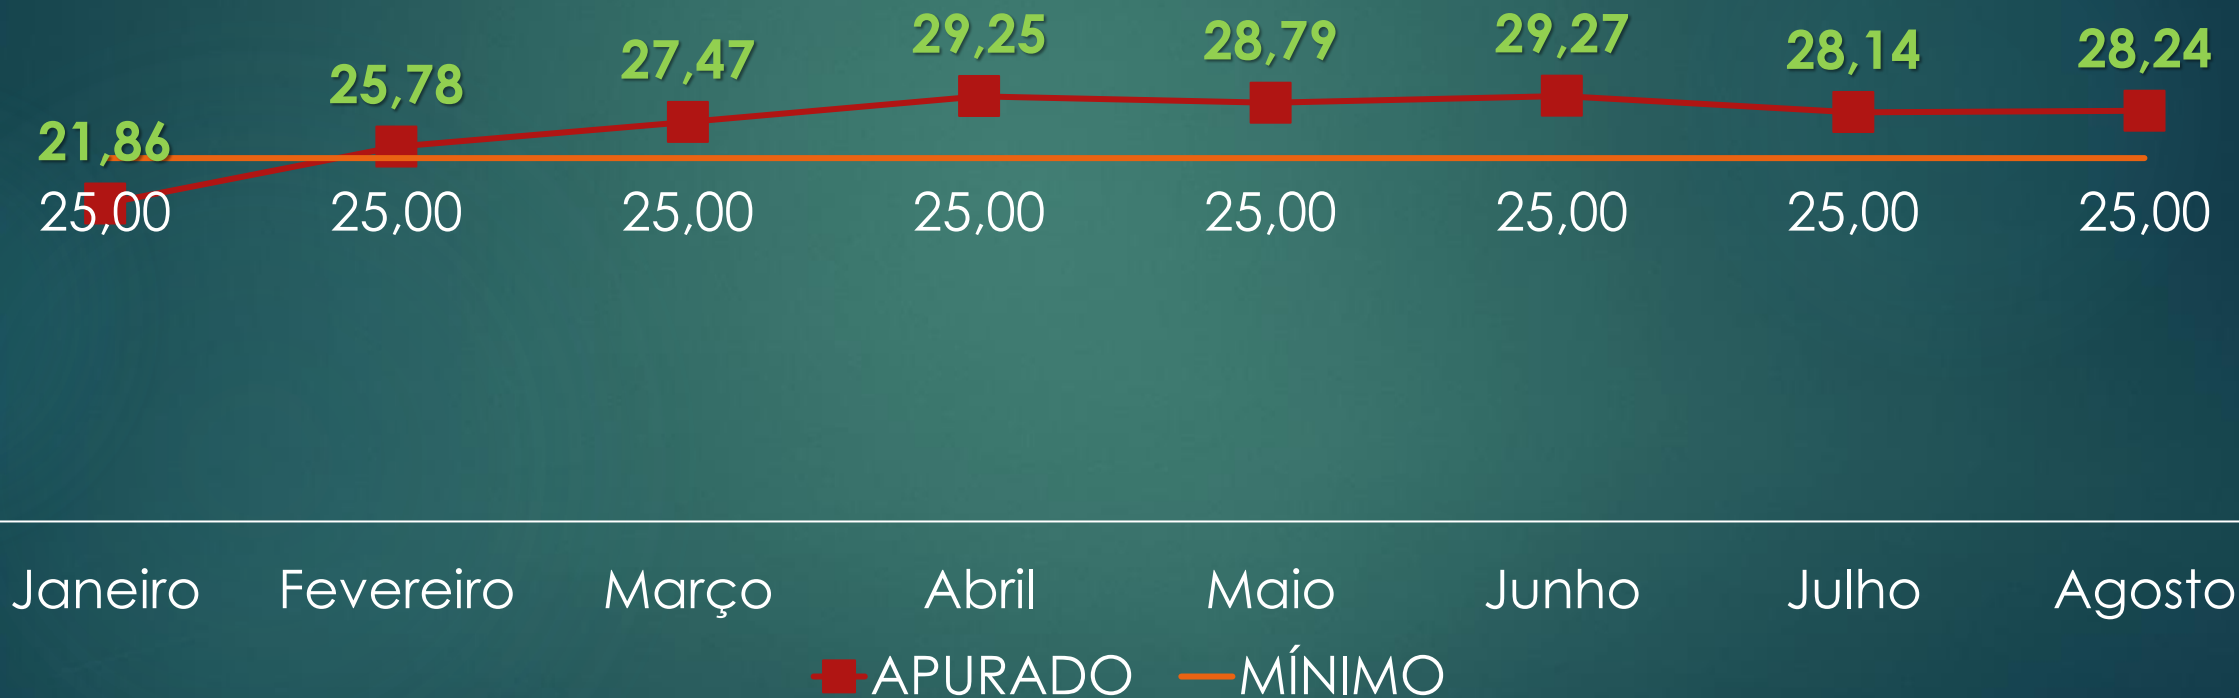 21,86 25,78 27,47 29,25 28,79 29,27 28,14 28,24
25,00 25,00 25,00 25,00 25,00 25,00 25,00 25,00
Janeiro Fevereiro Março Abril Maio Junho Julho Agosto
APURADO MÍNIMO